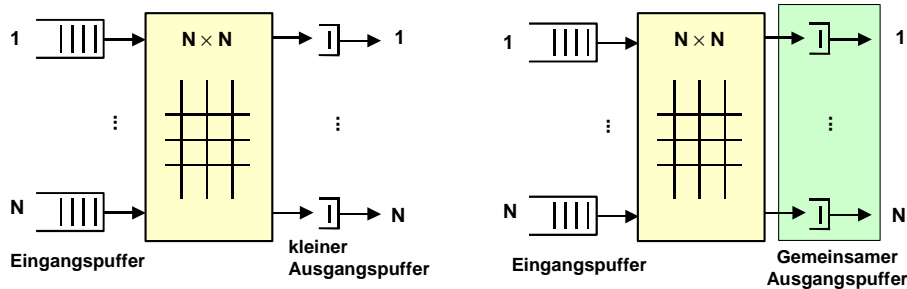 1
N × N
1
⋮
⋮
N
N
Eingangspuffer
kleiner
Ausgangspuffer
1
N × N
1
⋮
⋮
N
N
Eingangspuffer
Gemeinsamer
Ausgangspuffer